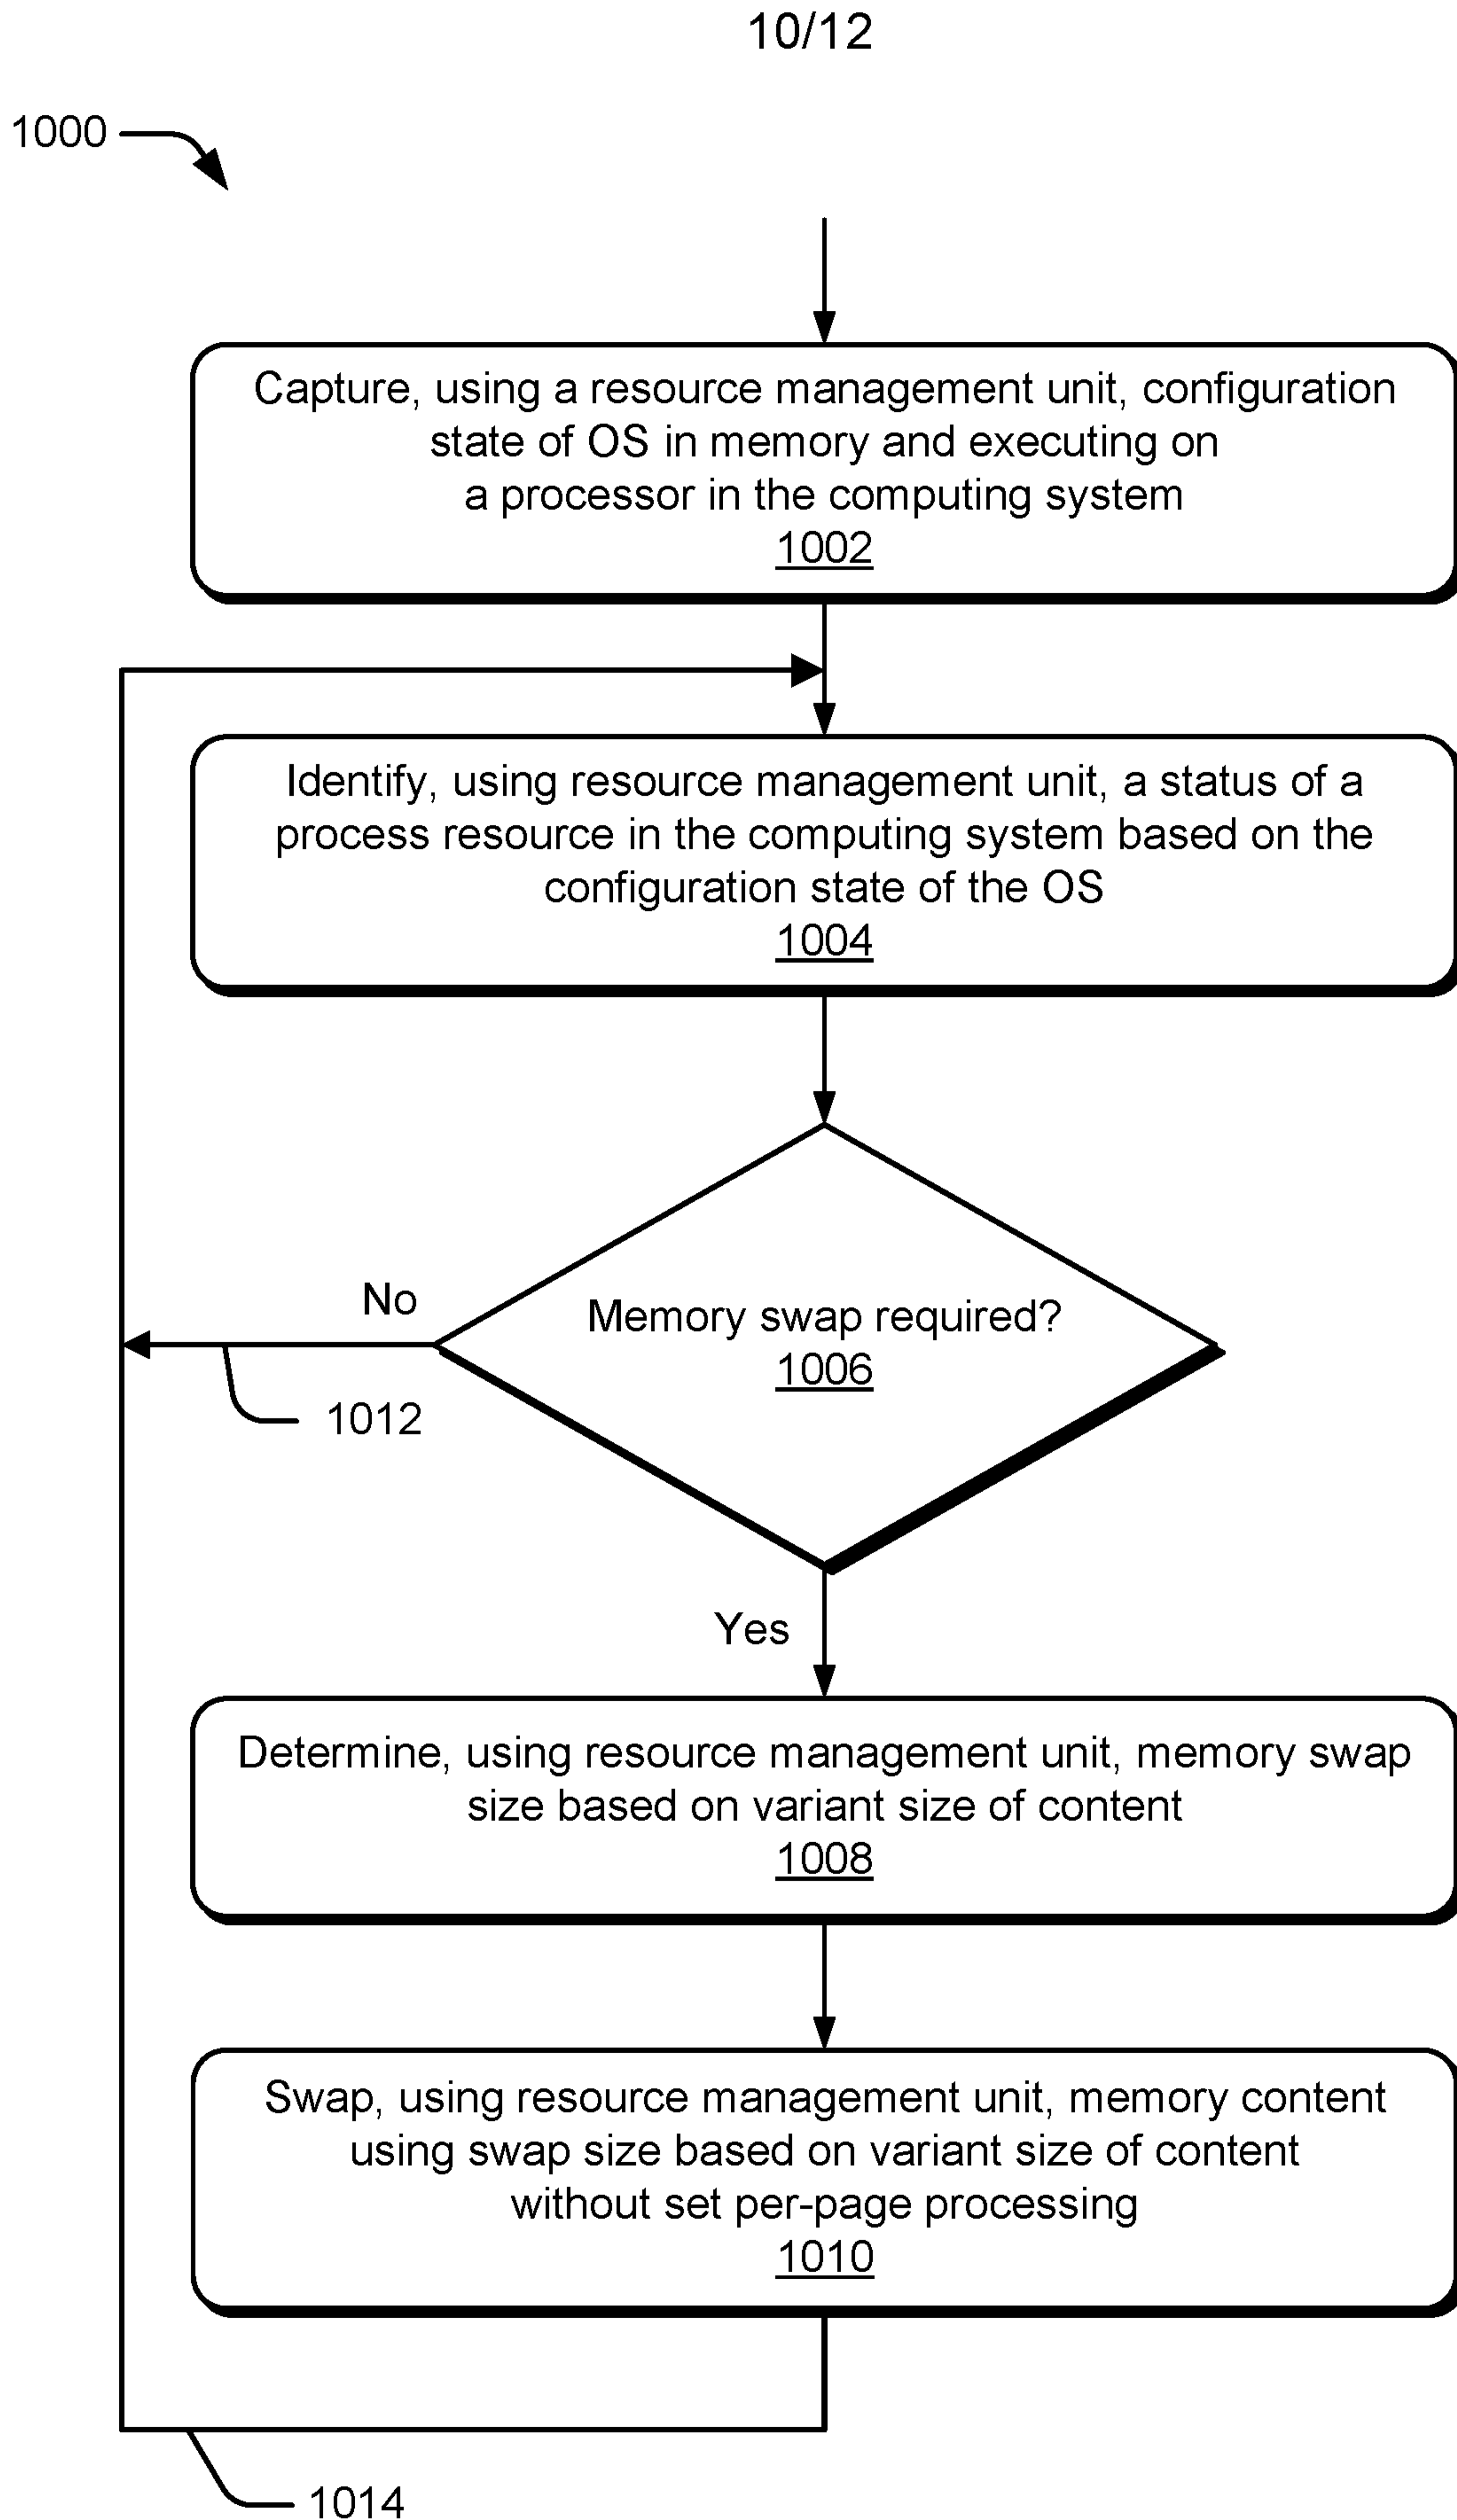 10/12
1000
Capture, using a resource management unit, configuration
state of OS in memory and executing on
a processor in the computing system
1002
Identify, using resource management unit, a status of a
process resource in the computing system based on the
configuration state of the OS
1004
No
Memory swap required?
1006
1012
Yes
Determine, using resource management unit, memory swap
size based on variant size of content
1008
Swap, using resource management unit, memory content
using swap size based on variant size of content
without set per-page processing
1010
1014